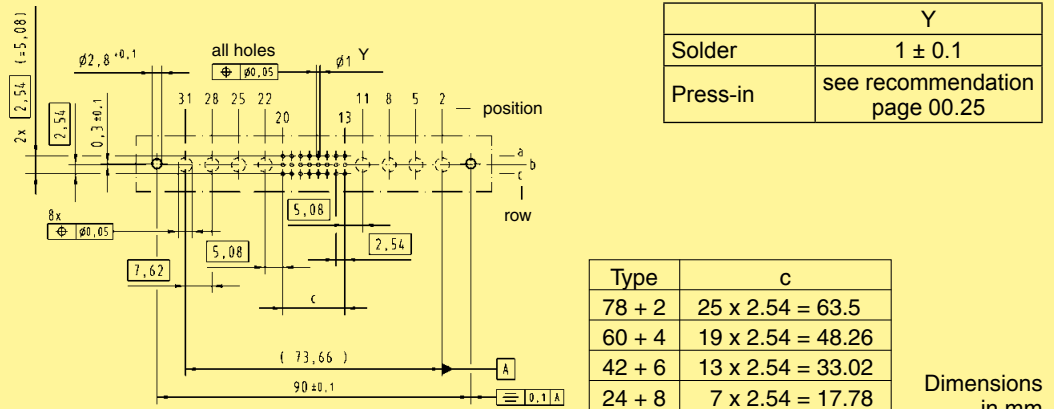 Y
Solder 1 ± 0.1
Press-in see recommendation page 00.25
2x 2,54 (=5,08)
2,54
0,3 ±0,1
Ø2,8 +0,1
all holes
⌖ Ø0,05
Ø1 Y
31 28 25 22 20 13 11 8 5 2 position
a
b
c
row
8x
⌖ Ø0,05
5,08
2,54
5,08
7,62
c
( 73,66 )
A
90 ±0,1
⌯ 0,1 A
Type c
78 + 2 25 x 2.54 = 63.5
60 + 4 19 x 2.54 = 48.26
42 + 6 13 x 2.54 = 33.02
24 + 8 7 x 2.54 = 17.78
Dimensions
in mm